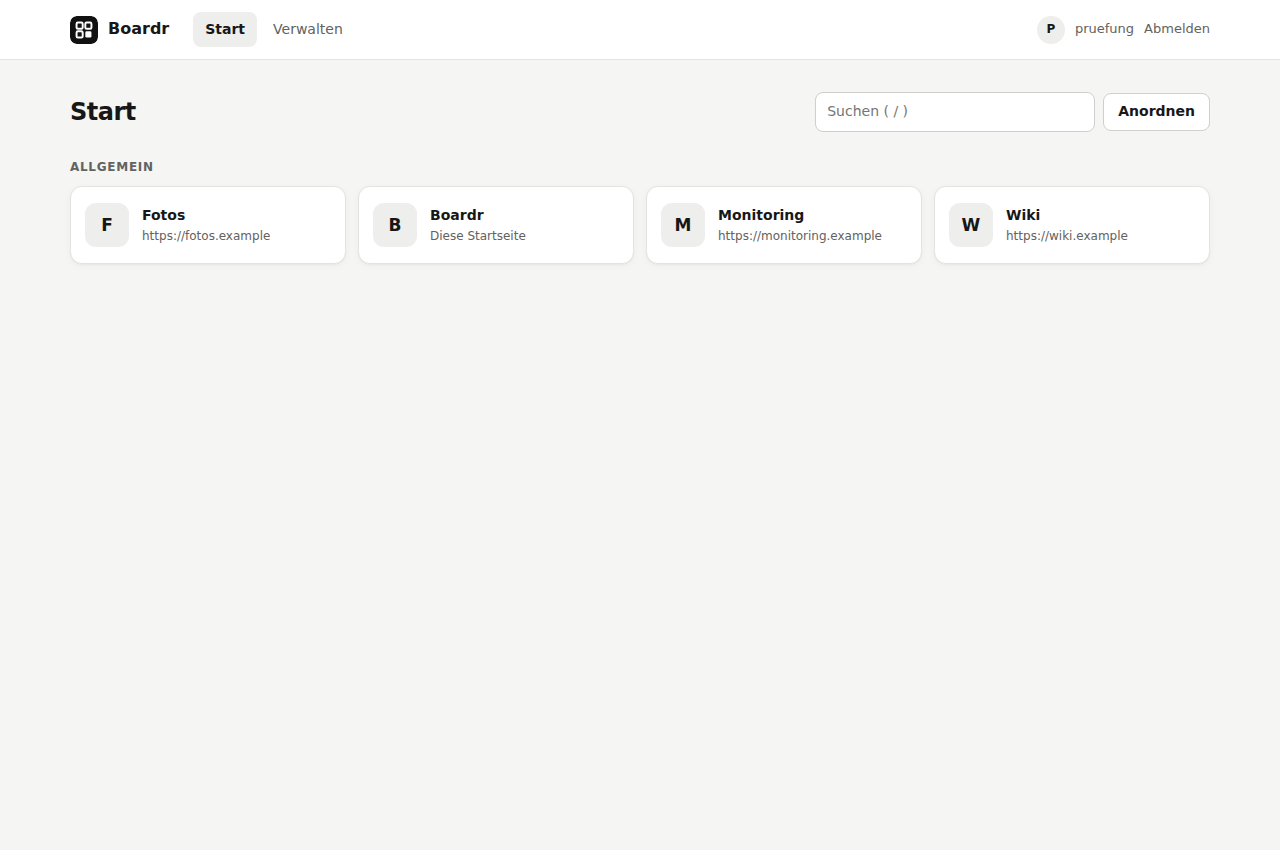 Boardr Start Verwalten P pruefung Abmelden
Start Suchen ( / ) Anordnen
ALLGEMEIN
F Fotos
https://fotos.example
B Boardr
Diese Startseite
M Monitoring
https://monitoring.example
W Wiki
https://wiki.example